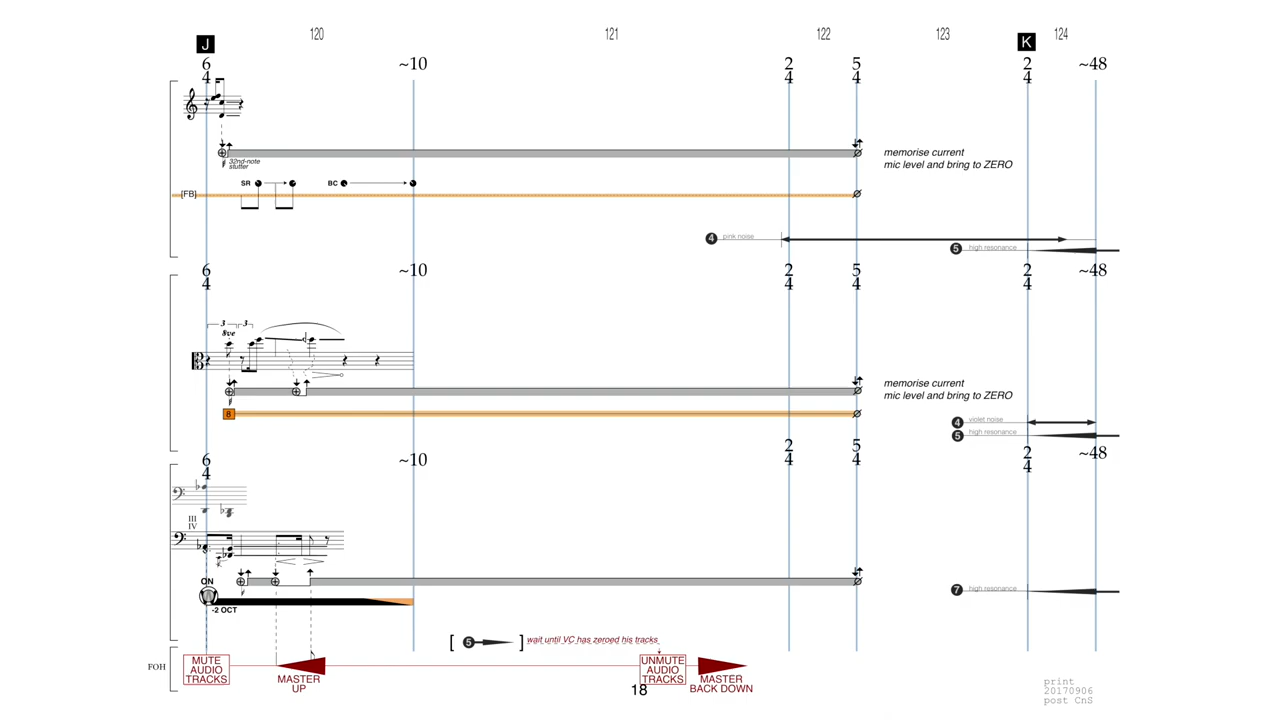 J 120 121 122 123 K 124
6 4 ~10 2 4 5 4 2 4 ~48
32nd-note
stutter
memorise current
mic level and bring to ZERO
SR BC
[FB]
4 pink noise
5 high resonance
6 4 ~10 2 4 5 4 2 4 ~48
3 3
8ve
memorise current
mic level and bring to ZERO
8
4 violet noise
5 high resonance
6 4 ~10 2 4 5 4 2 4 ~48
III
IV
ON
-2 OCT
7 high resonance
[ 5 ] wait until VC has zeroed his tracks
FOH
MUTE
AUDIO
TRACKS
MASTER
UP
UNMUTE
AUDIO
TRACKS
MASTER
BACK DOWN
18
print
20170906
post CnS